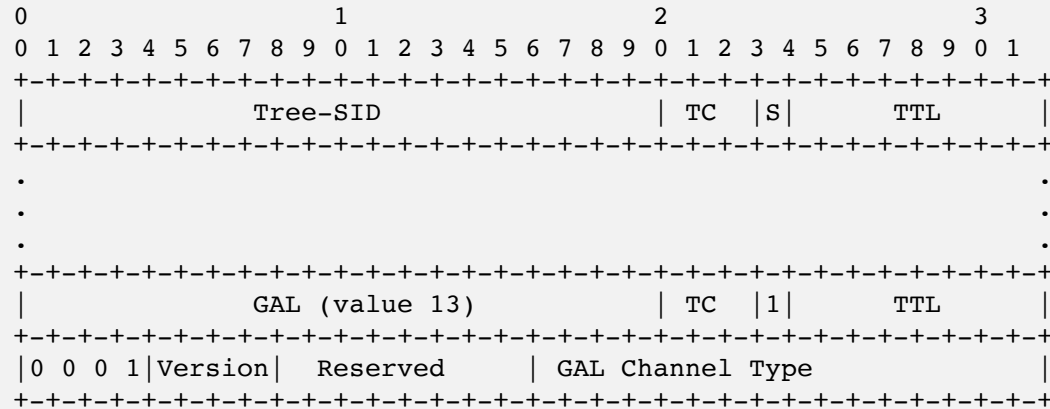 0                   1                   2                   3
0 1 2 3 4 5 6 7 8 9 0 1 2 3 4 5 6 7 8 9 0 1 2 3 4 5 6 7 8 9 0 1
+-+-+-+-+-+-+-+-+-+-+-+-+-+-+-+-+-+-+-+-+-+-+-+-+-+-+-+-+-+-+-+-+
|              Tree-SID                 | TC  |S|      TTL      |
+-+-+-+-+-+-+-+-+-+-+-+-+-+-+-+-+-+-+-+-+-+-+-+-+-+-+-+-+-+-+-+-+
.                                                               .
.                                                               .
.                                                               .
+-+-+-+-+-+-+-+-+-+-+-+-+-+-+-+-+-+-+-+-+-+-+-+-+-+-+-+-+-+-+-+-+
|              GAL (value 13)           | TC  |1|      TTL      |
+-+-+-+-+-+-+-+-+-+-+-+-+-+-+-+-+-+-+-+-+-+-+-+-+-+-+-+-+-+-+-+-+
|0 0 0 1|Version|  Reserved     | GAL Channel Type              |
+-+-+-+-+-+-+-+-+-+-+-+-+-+-+-+-+-+-+-+-+-+-+-+-+-+-+-+-+-+-+-+-+